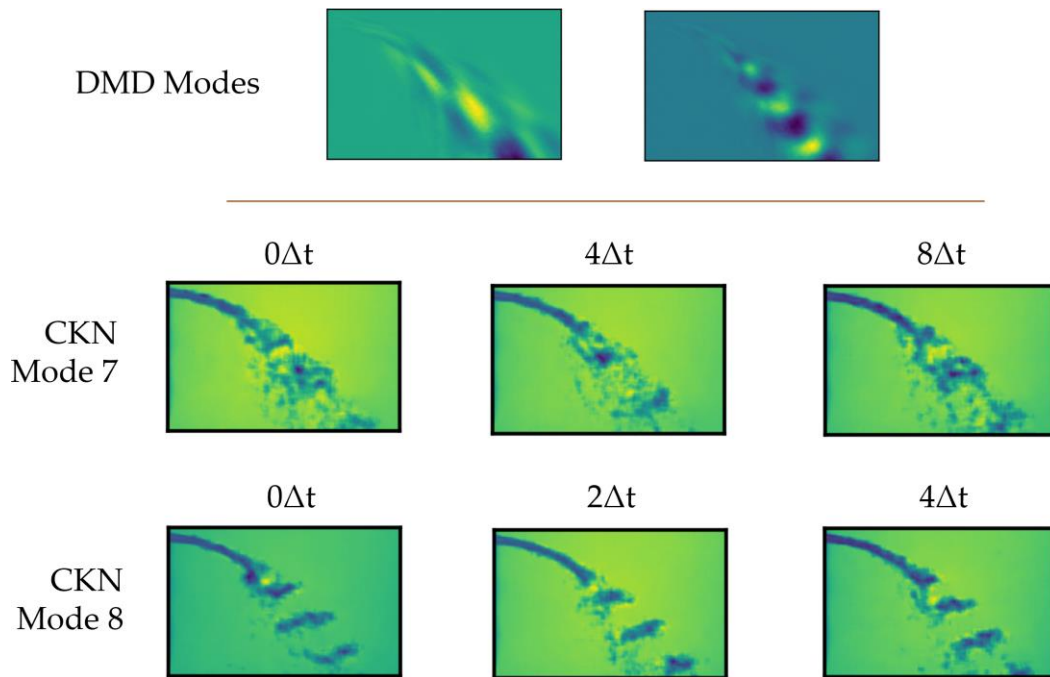 DMD Modes
0Δt 4Δt 8Δt
CKN
Mode 7
0Δt 2Δt 4Δt
CKN
Mode 8